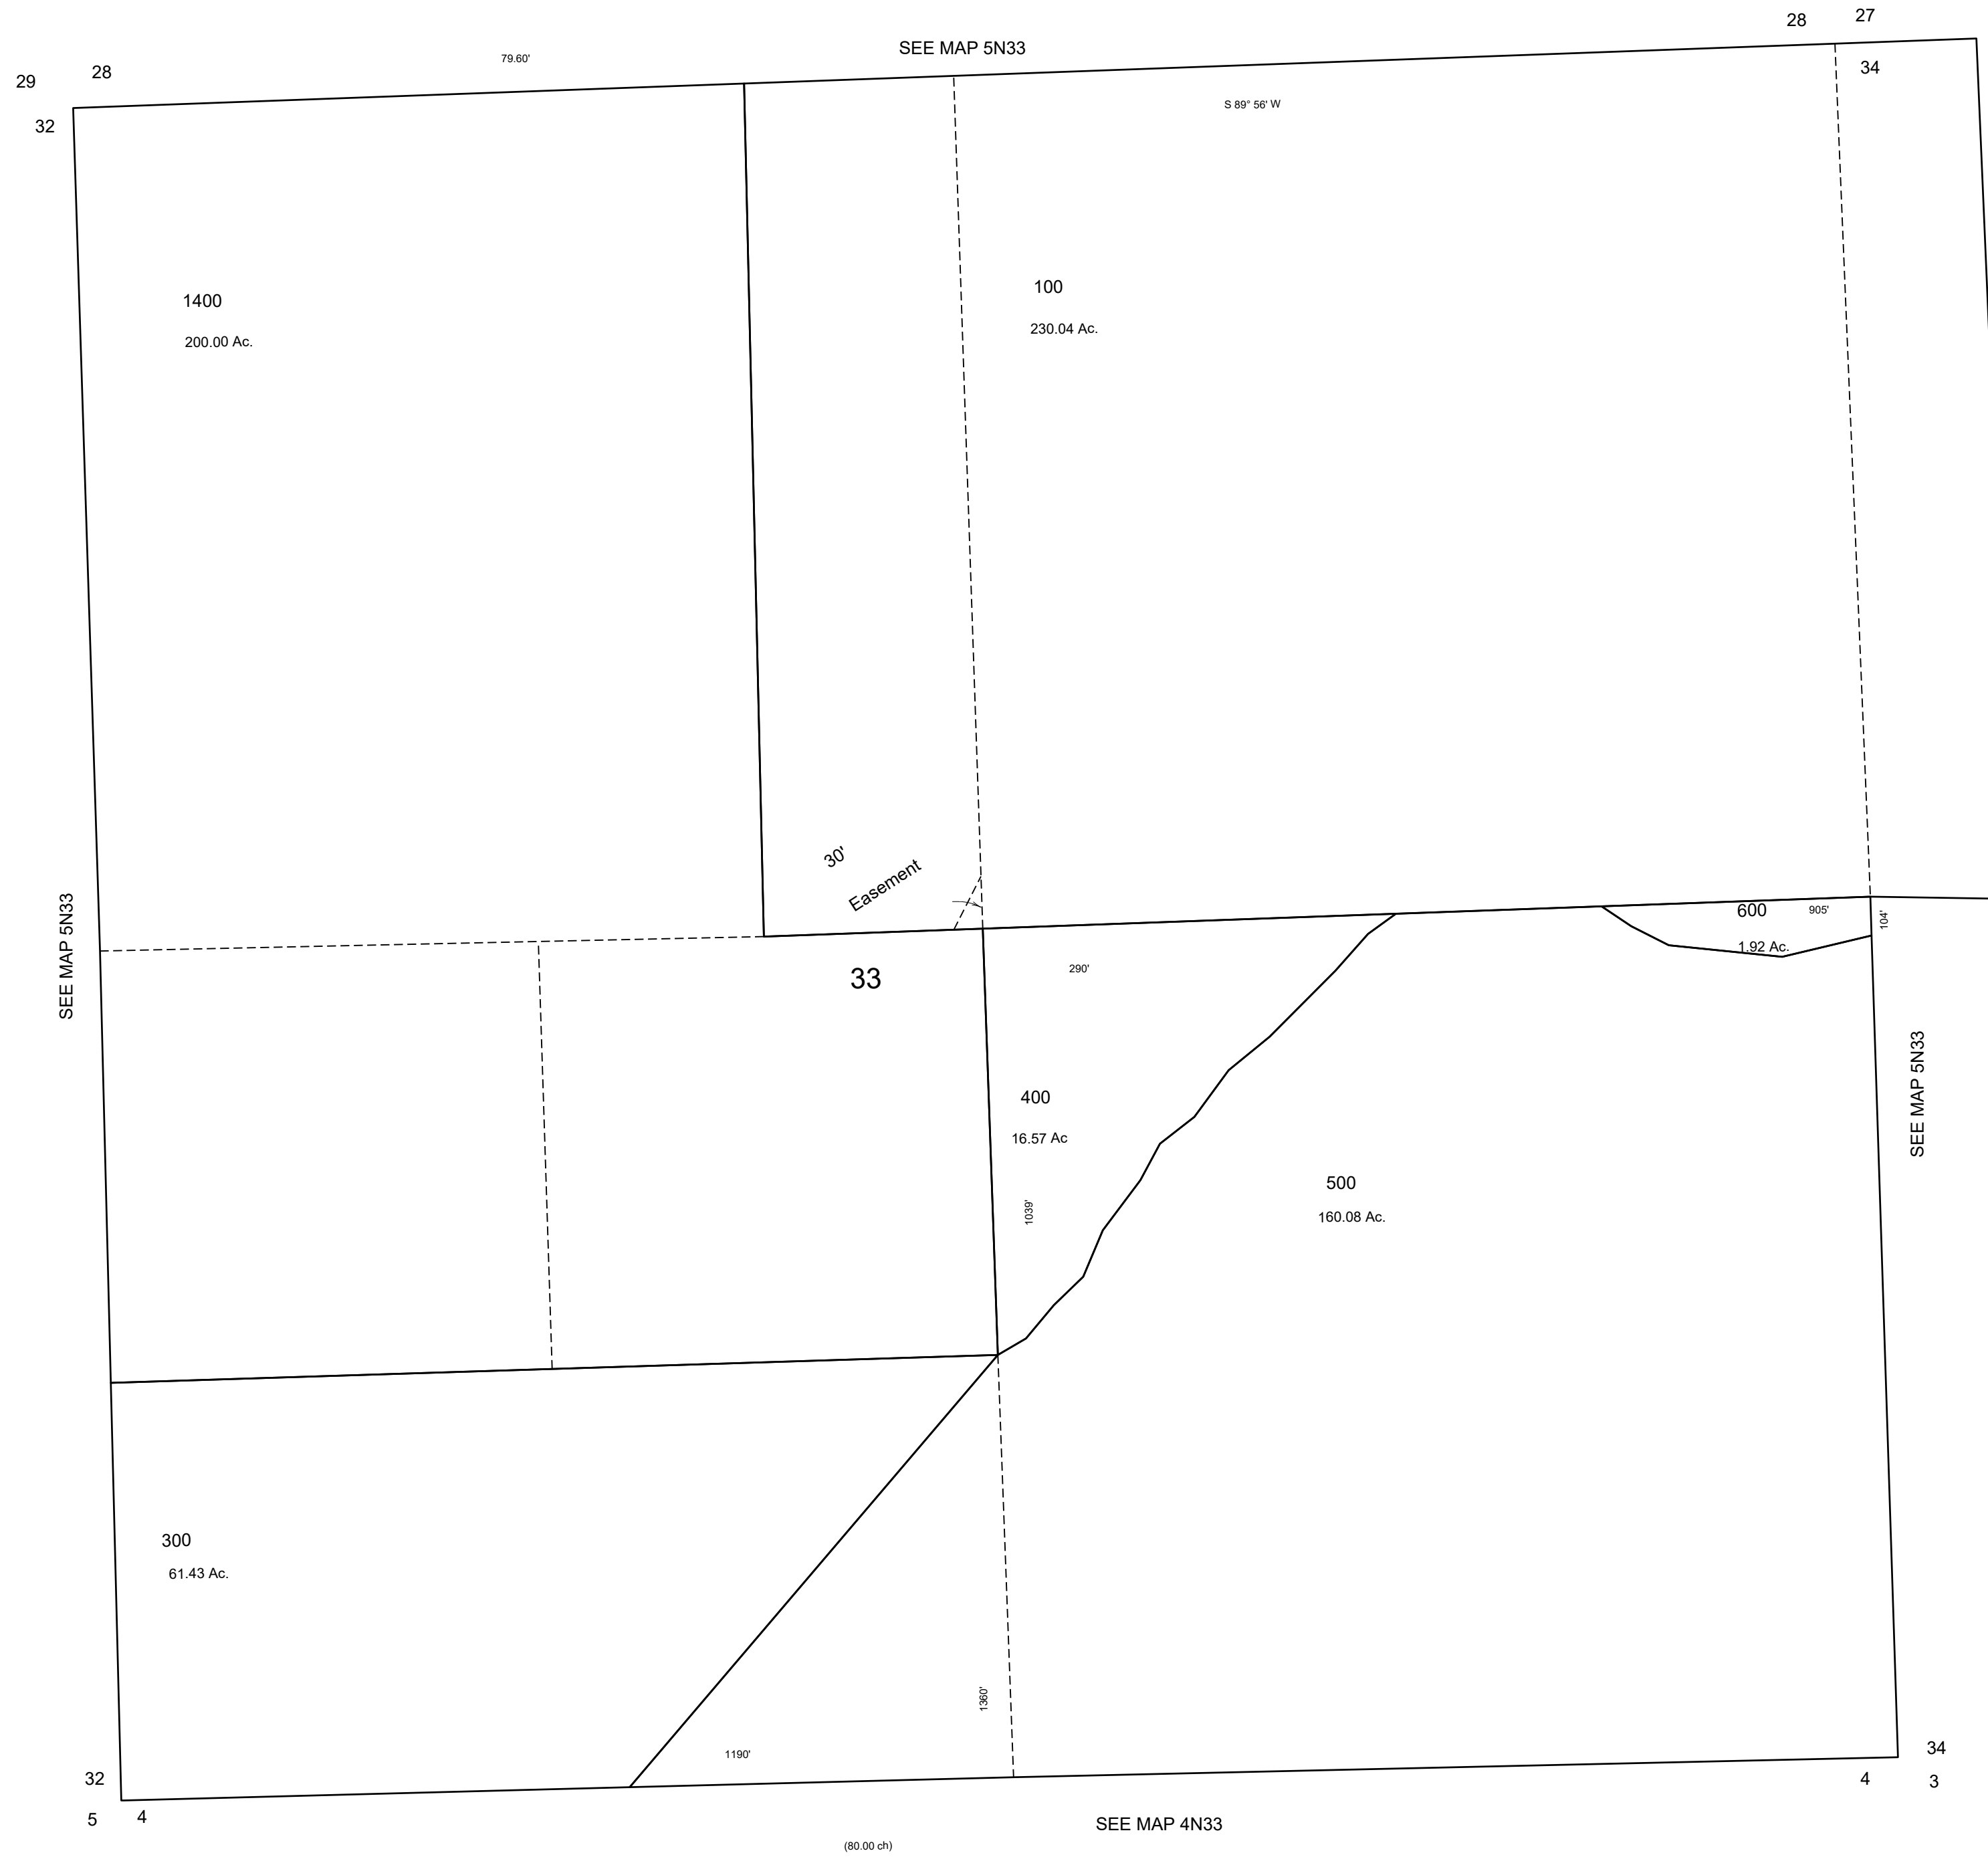 28
27
SEE MAP 5N33
79.60'
29
28
34
32
S 89° 56' W
1400
200.00 Ac.
100
230.04 Ac.
30'
Easement
SEE MAP 5N33
33
600
905'
104'
1.92 Ac.
290'
400
16.57 Ac
1039'
500
160.08 Ac.
SEE MAP 5N33
300
61.43 Ac.
1360'
1190'
32
34
4
3
5
4
SEE MAP 4N33
(80.00 ch)